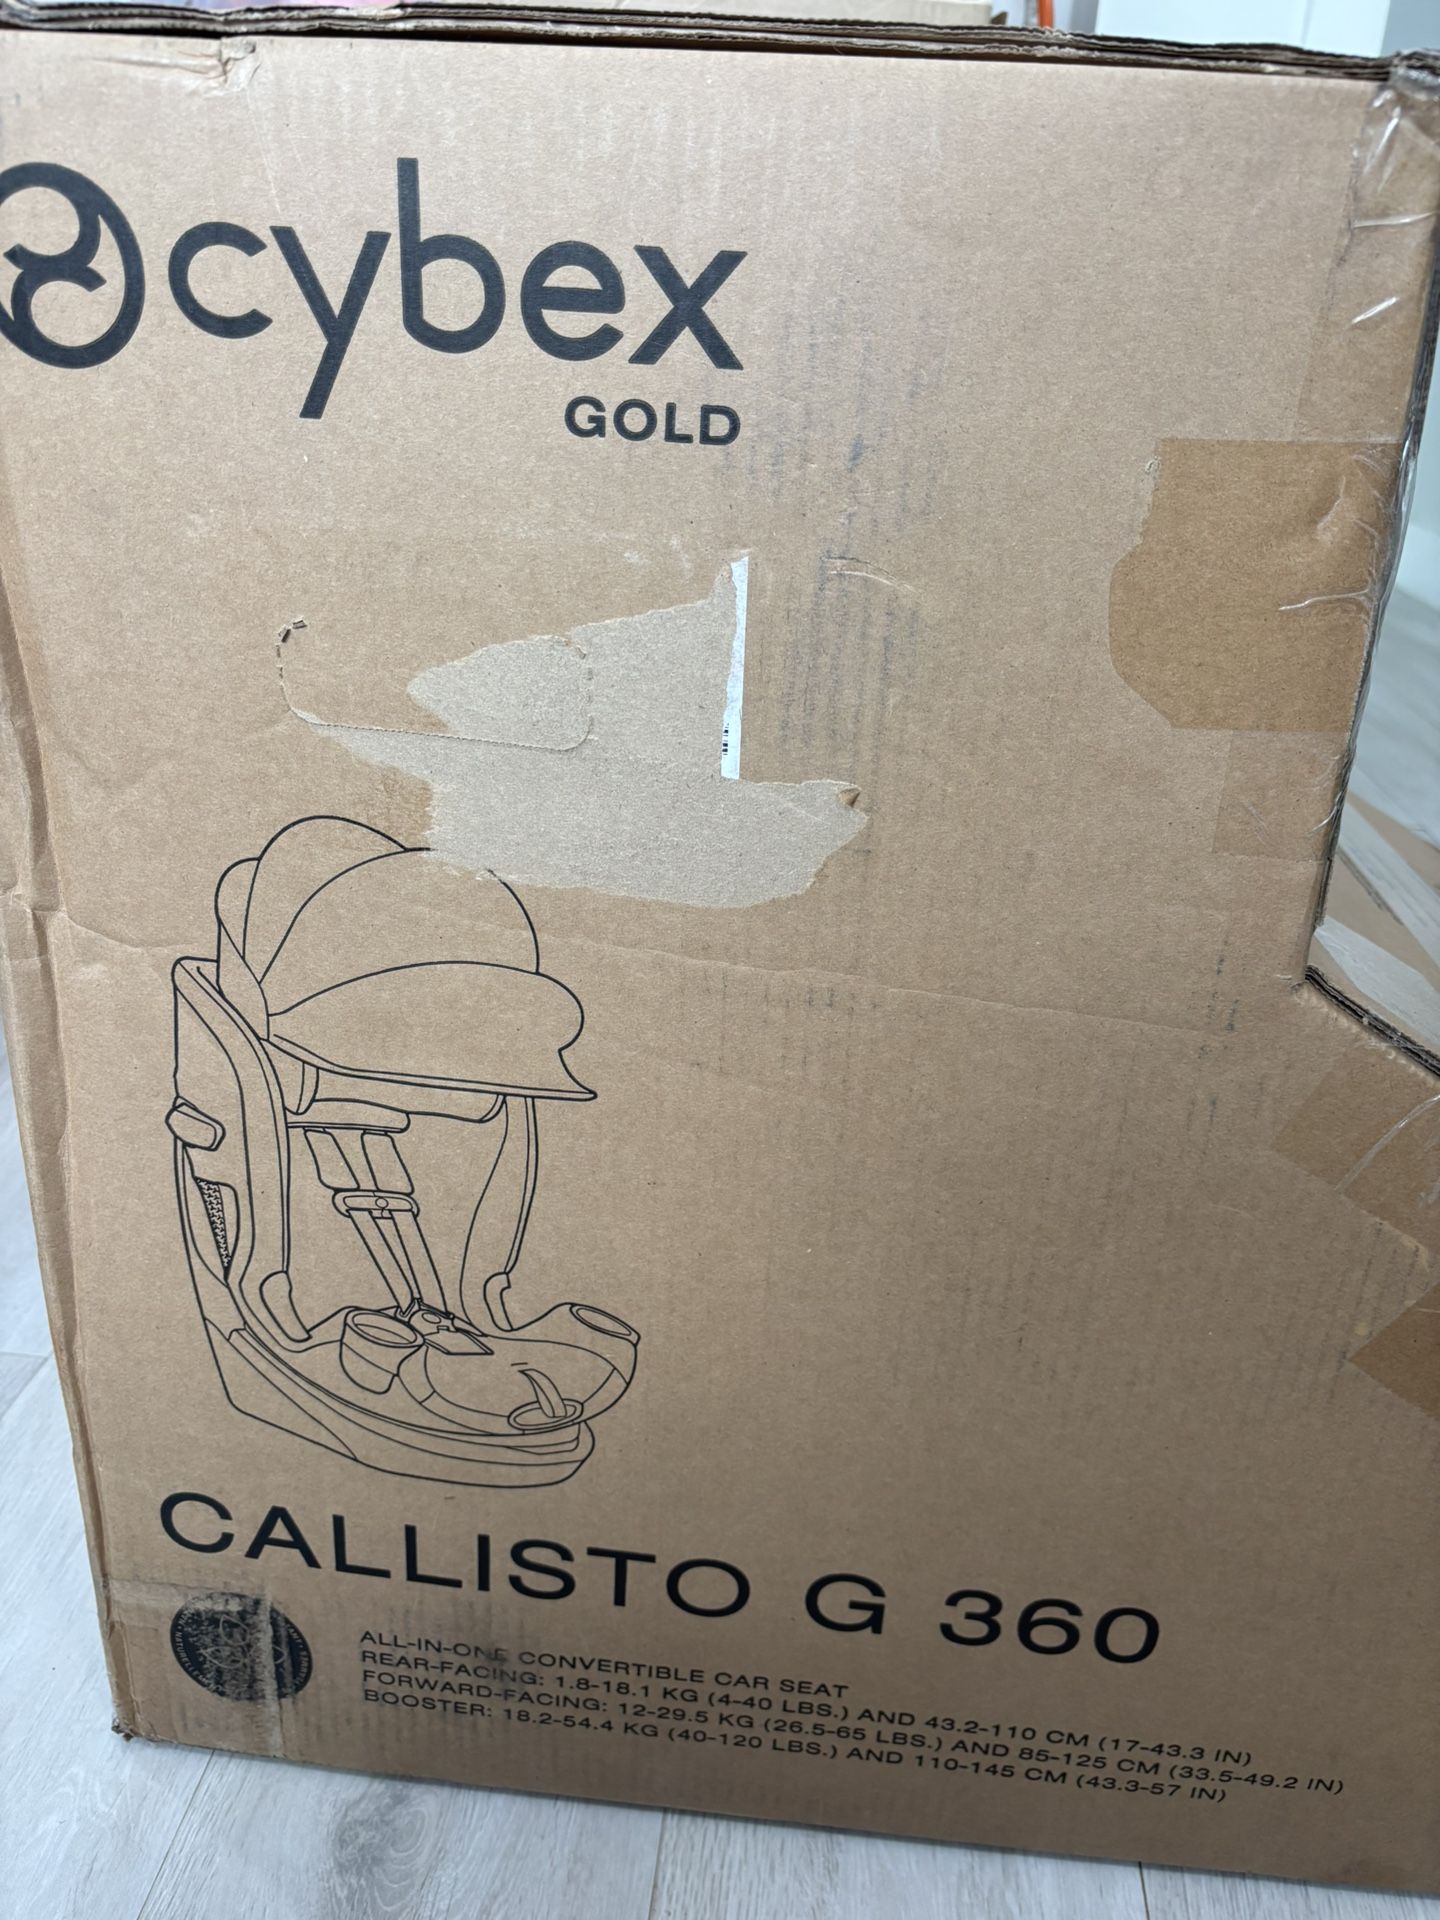 cybex
GOLD
CALLISTO G 360
ALL-IN-ONE CONVERTIBLE CAR SEAT
REAR-FACING: 1.8-18.1 KG (4-40 LBS.) AND 43.2-110 CM (17-43.3 IN)
FORWARD-FACING: 12-29.5 KG (26.5-65 LBS.) AND 85-125 CM (33.5-49.2 IN)
BOOSTER: 18.2-54.4 KG (40-120 LBS.) AND 110-145 CM (43.3-57 IN)